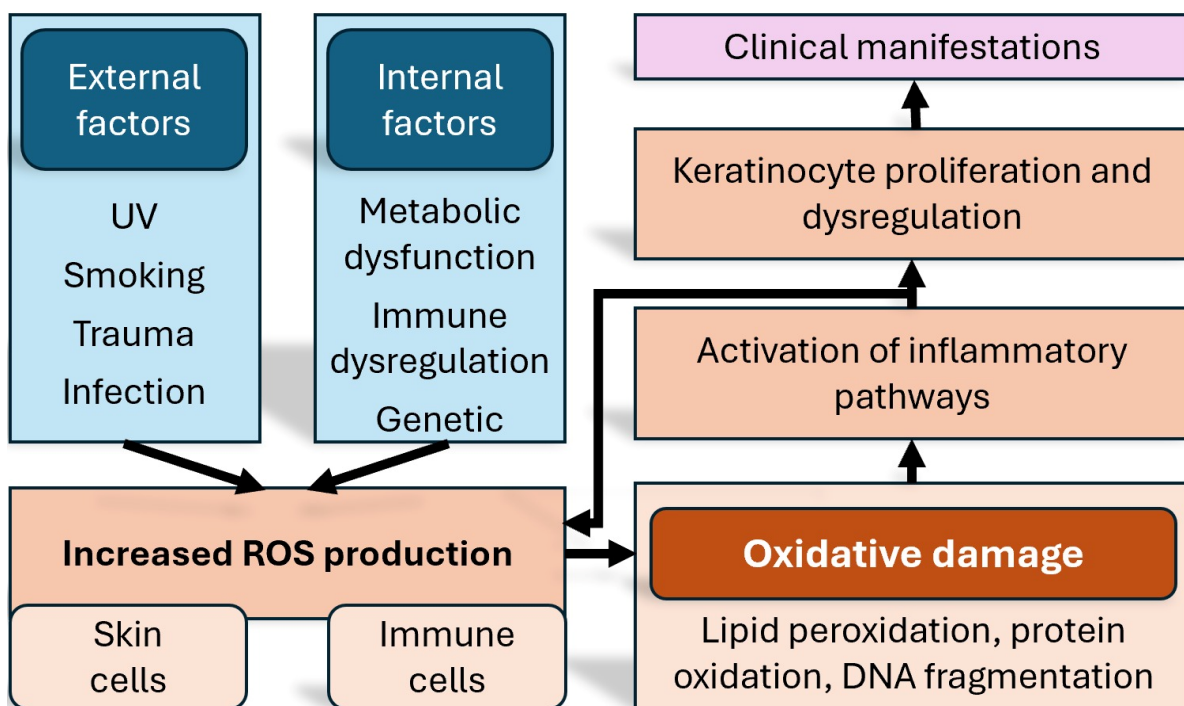 External
factors
UV
Smoking
Trauma
Infection
Internal
factors
Metabolic
dysfunction
Immune
dysregulation
Genetic
Increased ROS production
Skin
cells
Immune
cells
Clinical manifestations
Keratinocyte proliferation and
dysregulation
Activation of inflammatory
pathways
Oxidative damage
Lipid peroxidation, protein
oxidation, DNA fragmentation